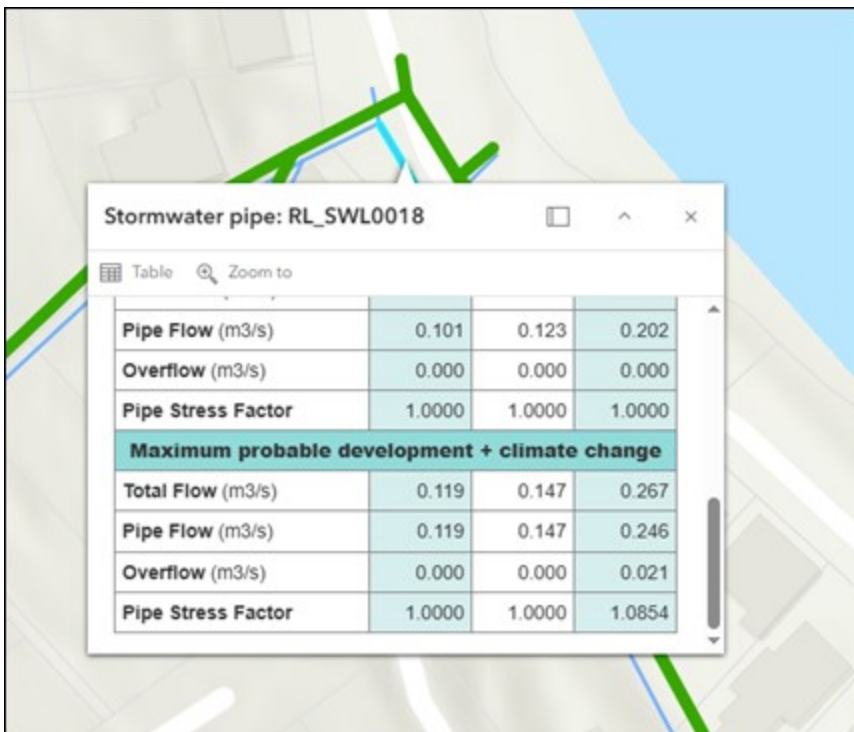 Stormwater pipe: RL_SWL0018
Table Zoom to
Pipe Flow (m3/s) 0.101 0.123 0.202
Overflow (m3/s) 0.000 0.000 0.000
Pipe Stress Factor 1.0000 1.0000 1.0000
Maximum probable development + climate change
Total Flow (m3/s) 0.119 0.147 0.267
Pipe Flow (m3/s) 0.119 0.147 0.246
Overflow (m3/s) 0.000 0.000 0.021
Pipe Stress Factor 1.0000 1.0000 1.0854